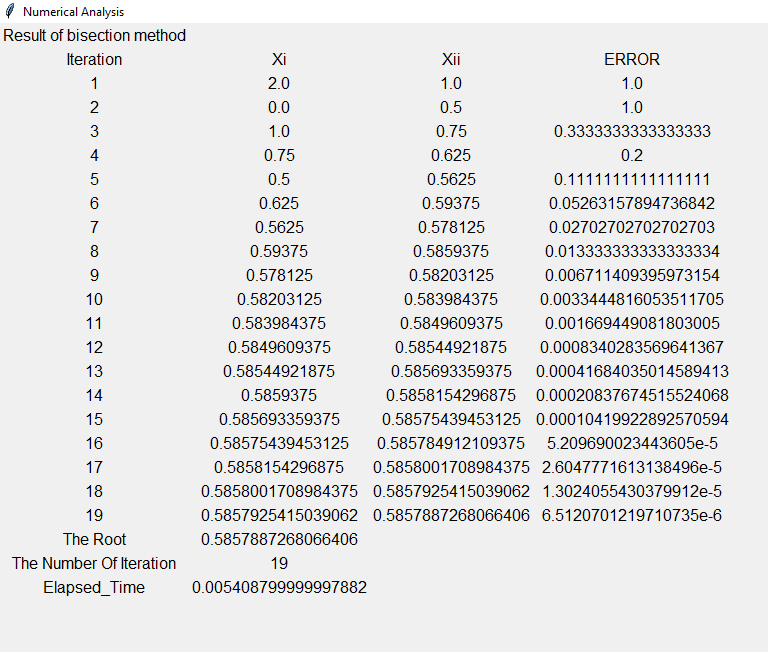 Numerical Analysis
Result of bisection method
Iteration Xi Xii ERROR
1 2.0 1.0 1.0
2 0.0 0.5 1.0
3 1.0 0.75 0.3333333333333333
4 0.75 0.625 0.2
5 0.5 0.5625 0.1111111111111111
6 0.625 0.59375 0.05263157894736842
7 0.5625 0.578125 0.02702702702702703
8 0.59375 0.5859375 0.013333333333333334
9 0.578125 0.58203125 0.006711409395973154
10 0.58203125 0.583984375 0.0033444816053511705
11 0.583984375 0.5849609375 0.001669449081803005
12 0.5849609375 0.58544921875 0.0008340283569641367
13 0.58544921875 0.585693359375 0.00041684035014589413
14 0.5859375 0.5858154296875 0.00020837674515524068
15 0.585693359375 0.58575439453125 0.00010419922892570594
16 0.58575439453125 0.585784912109375 5.209690023443605e-5
17 0.5858154296875 0.5858001708984375 2.6047771613138496e-5
18 0.5858001708984375 0.5857925415039062 1.3024055430379912e-5
19 0.5857925415039062 0.5857887268066406 6.5120701219710735e-6
The Root 0.5857887268066406
The Number Of Iteration 19
Elapsed_Time 0.005408799999997882